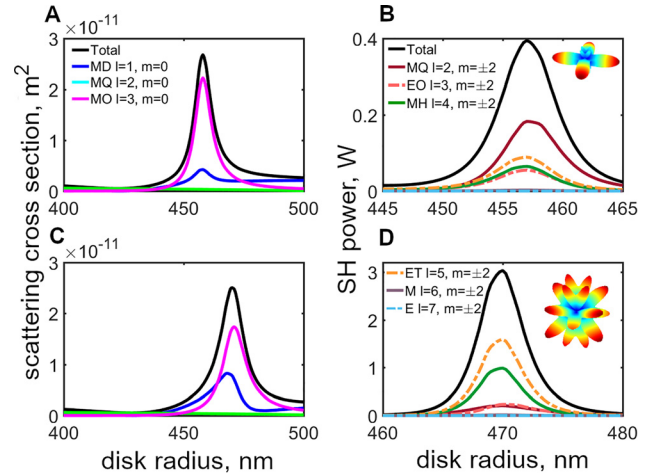 A
×10⁻¹¹
3
2
1
0
Total
MD l=1, m=0
MQ l=2, m=0
MO l=3, m=0
400
450
500
B
0.4
0.2
0
Total
MQ l=2, m=±2
EO l=3, m=±2
MH l=4, m=±2
445
450
455
460
465
C
×10⁻¹¹
3
2
1
0
400
450
500
disk radius, nm
scattering cross section, m²
D
3
2
1
0
ET l=5, m=±2
M l=6, m=±2
E l=7, m=±2
460
470
480
disk radius, nm
SH power, W